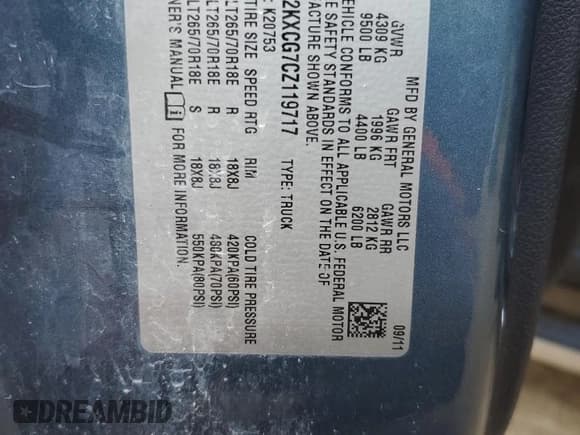 MFD BY GENERAL MOTORS LLC
09/11
GVWR GAWR FRT GAWR RR
4309 KG 1996 KG 2812 KG
9500 LB 4400 LB 6200 LB
VEHICLE CONFORMS TO ALL APPLICABLE U.S. FEDERAL MOTOR
E SAFETY STANDARDS IN EFFECT ON THE DATE OF
FACTURE SHOWN ABOVE.
2KXCG7CZ119717 TYPE: TRUCK
: K20753
TIRE SIZE SPEED RTG RIM COLD TIRE PRESSURE
LT265/70R18E R 18X8J 420KPA(60PSI)
LT265/70R18E R 18X8J 480KPA(70PSI)
LT265/70R18E S 18X8J 550KPA(80PSI)
NER'S MANUAL FOR MORE INFORMATION.
DREAMBID